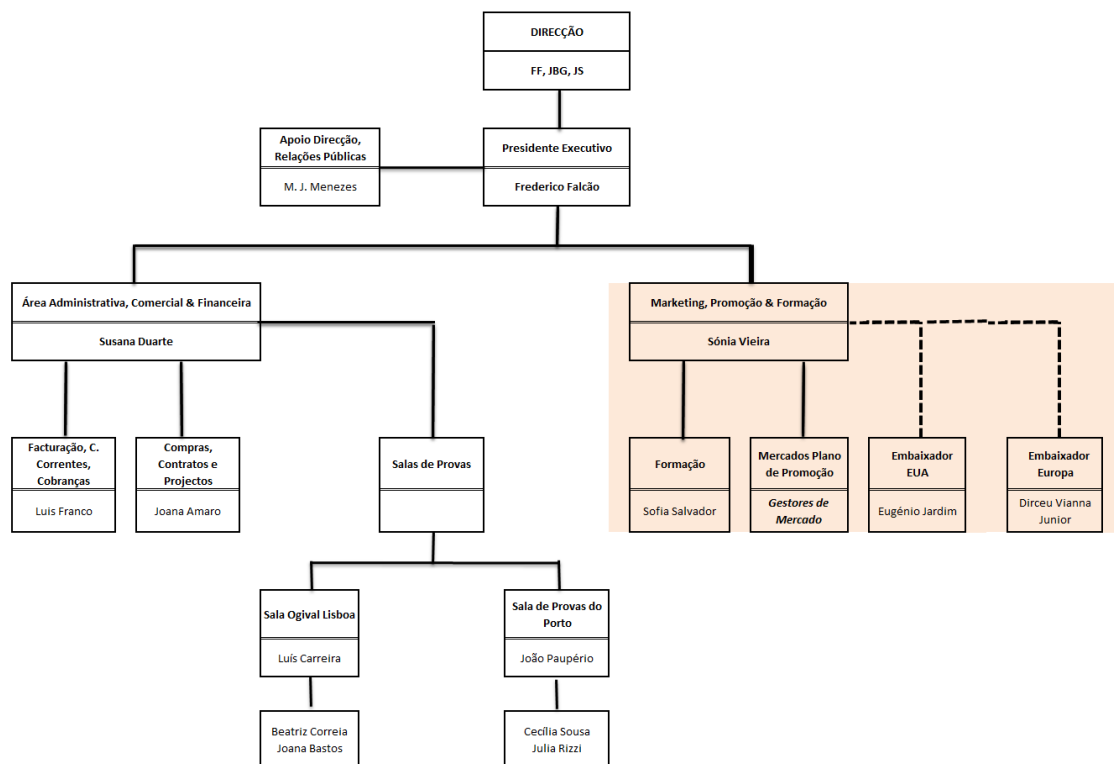 DIRECÇÃO
FF, JBG, JS
Apoio Direcção,
Relações Públicas
M. J. Menezes
Presidente Executivo
Frederico Falcão
Área Administrativa, Comercial & Financeira
Susana Duarte
Marketing, Promoção & Formação
Sónia Vieira
Facturação, C.
Correntes,
Cobranças
Luis Franco
Compras,
Contratos e
Projectos
Joana Amaro
Salas de Provas
Formação
Sofia Salvador
Mercados Plano
de Promoção
Gestores de
Mercado
Embaixador
EUA
Eugénio Jardim
Embaixador
Europa
Dirceu Vianna
Junior
Sala Ogival Lisboa
Luís Carreira
Sala de Provas do
Porto
João Paupério
Beatriz Correia
Joana Bastos
Cecília Sousa
Julia Rizzi